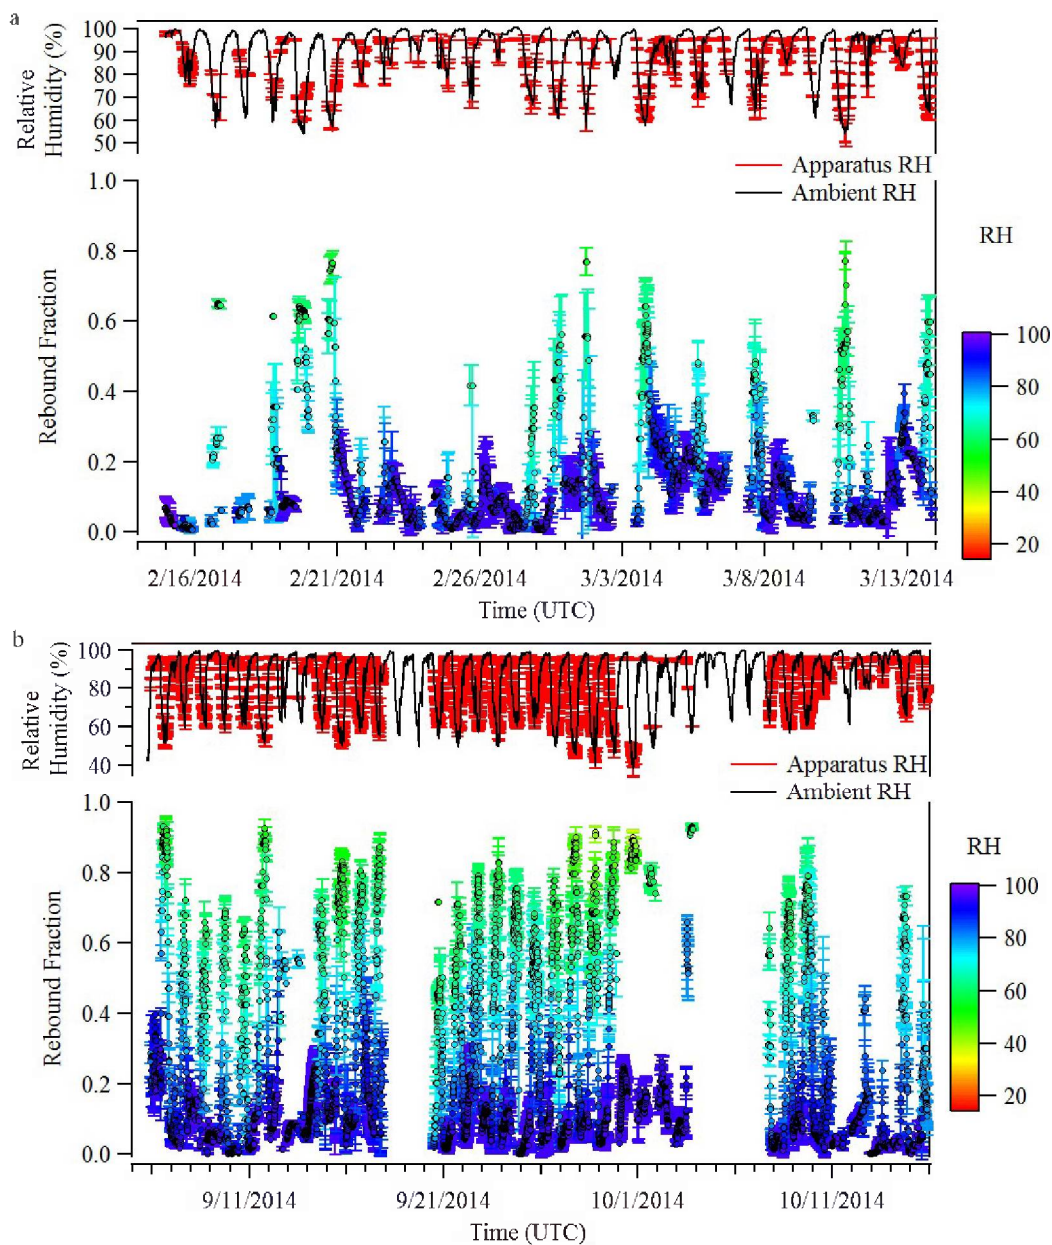 a
Relative
Humidity (%)
100
90
80
70
60
50
Apparatus RH
Ambient RH
Rebound Fraction
1.0
0.8
0.6
0.4
0.2
0.0
RH
100
80
60
40
20
2/16/2014
2/21/2014
2/26/2014
3/3/2014
3/8/2014
3/13/2014
Time (UTC)
b
Relative
Humidity (%)
100
80
60
40
Apparatus RH
Ambient RH
Rebound Fraction
1.0
0.8
0.6
0.4
0.2
0.0
RH
100
80
60
40
20
9/11/2014
9/21/2014
10/1/2014
10/11/2014
Time (UTC)